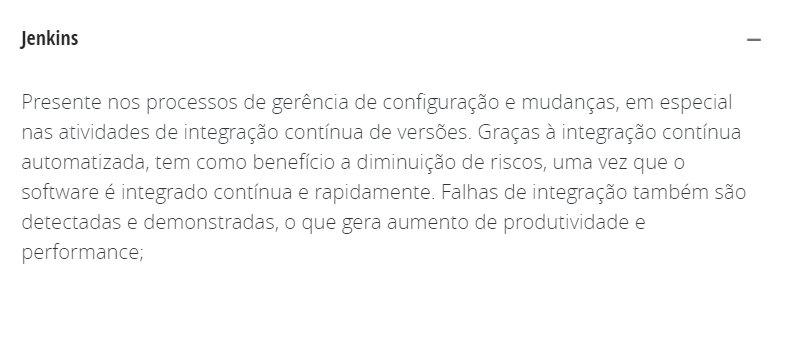 Jenkins
Presente nos processos de gerência de configuração e mudanças, em especial
nas atividades de integração contínua de versões. Graças à integração contínua
automatizada, tem como benefício a diminuição de riscos, uma vez que o
software é integrado contínua e rapidamente. Falhas de integração também são
detectadas e demonstradas, o que gera aumento de produtividade e
performance;